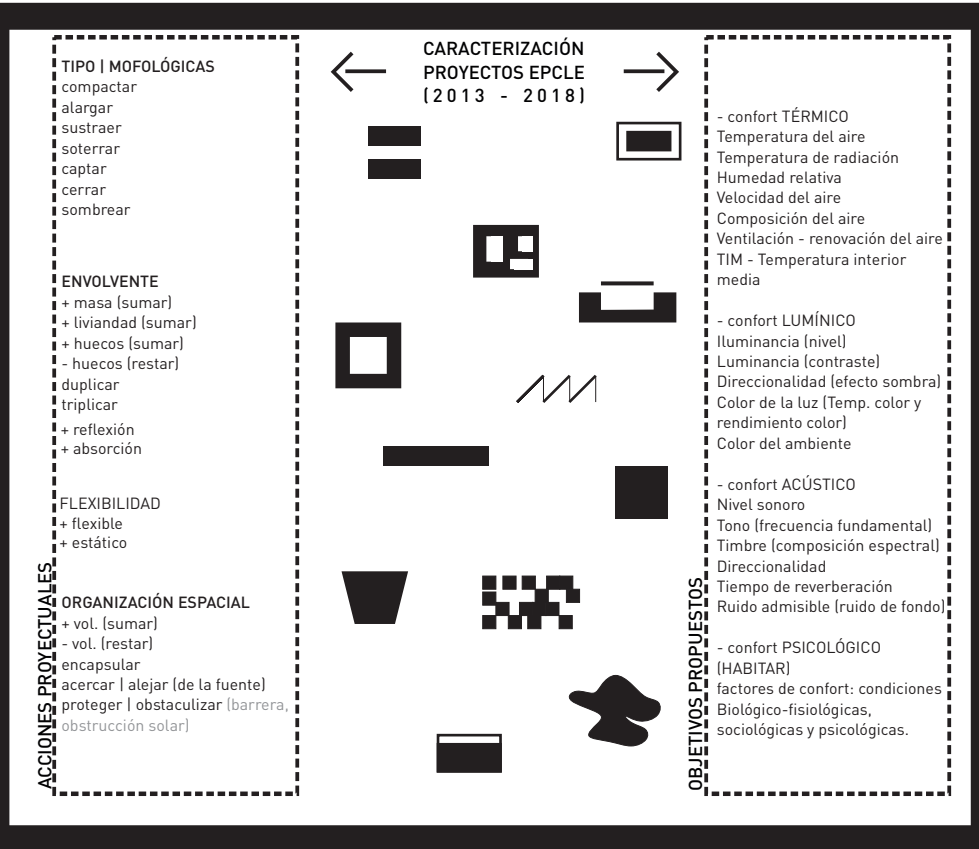 CARACTERIZACIÓN
PROYECTOS EPCLE
(2013 - 2018)
ACCIONES PROYECTUALES
TIPO | MOFOLÓGICAS
compactar
alargar
sustraer
soterrar
captar
cerrar
sombrear
ENVOLVENTE
+ masa (sumar)
+ liviandad (sumar)
+ huecos (sumar)
- huecos (restar)
duplicar
triplicar
+ reflexión
+ absorción
FLEXIBILIDAD
+ flexible
+ estático
ORGANIZACIÓN ESPACIAL
+ vol. (sumar)
- vol. (restar)
encapsular
acercar | alejar (de la fuente)
proteger | obstaculizar (barrera,
obstrucción solar)
OBJETIVOS PROPUESTOS
- confort TÉRMICO
Temperatura del aire
Temperatura de radiación
Humedad relativa
Velocidad del aire
Composición del aire
Ventilación - renovación del aire
TIM - Temperatura interior
media
- confort LUMÍNICO
Iluminancia (nivel)
Luminancia (contraste)
Direccionalidad (efecto sombra)
Color de la luz (Temp. color y
rendimiento color)
Color del ambiente
- confort ACÚSTICO
Nivel sonoro
Tono (frecuencia fundamental)
Timbre (composición espectral)
Direccionalidad
Tiempo de reverberación
Ruido admisible (ruido de fondo)
- confort PSICOLÓGICO
(HABITAR)
factores de confort: condiciones
Biológico-fisiológicas,
sociológicas y psicológicas.